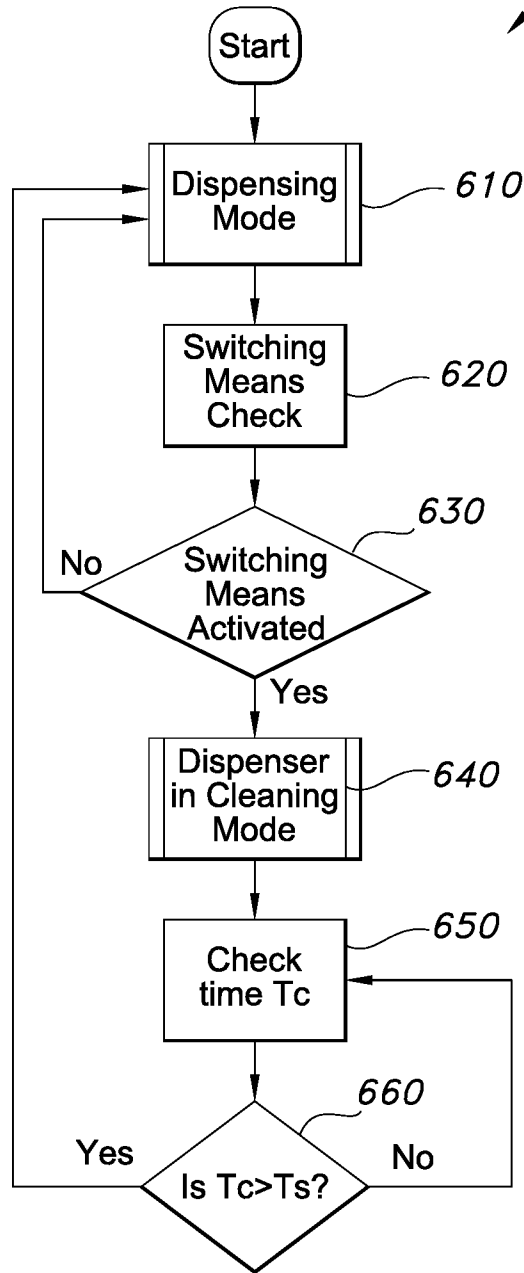 Start
Dispensing
Mode
610
Switching
Means
Check
620
630
No
Switching
Means
Activated
Yes
Dispenser
in Cleaning
Mode
640
650
Check
time Tc
660
Yes
Is Tc>Ts?
No